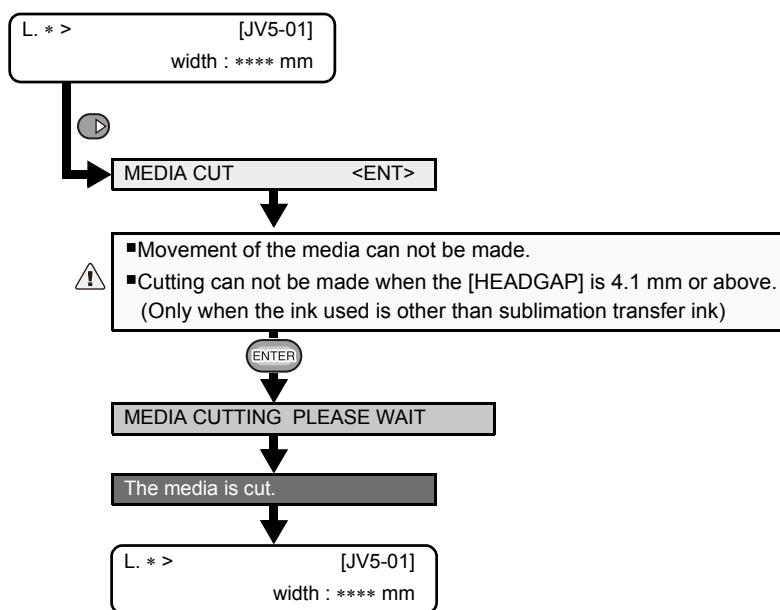 L. * > [JV5-01]
width : **** mm
MEDIA CUT <ENT>
■Movement of the media can not be made.
■Cutting can not be made when the [HEADGAP] is 4.1 mm or above.
(Only when the ink used is other than sublimation transfer ink)
ENTER
MEDIA CUTTING PLEASE WAIT
The media is cut.
L. * > [JV5-01]
width : **** mm